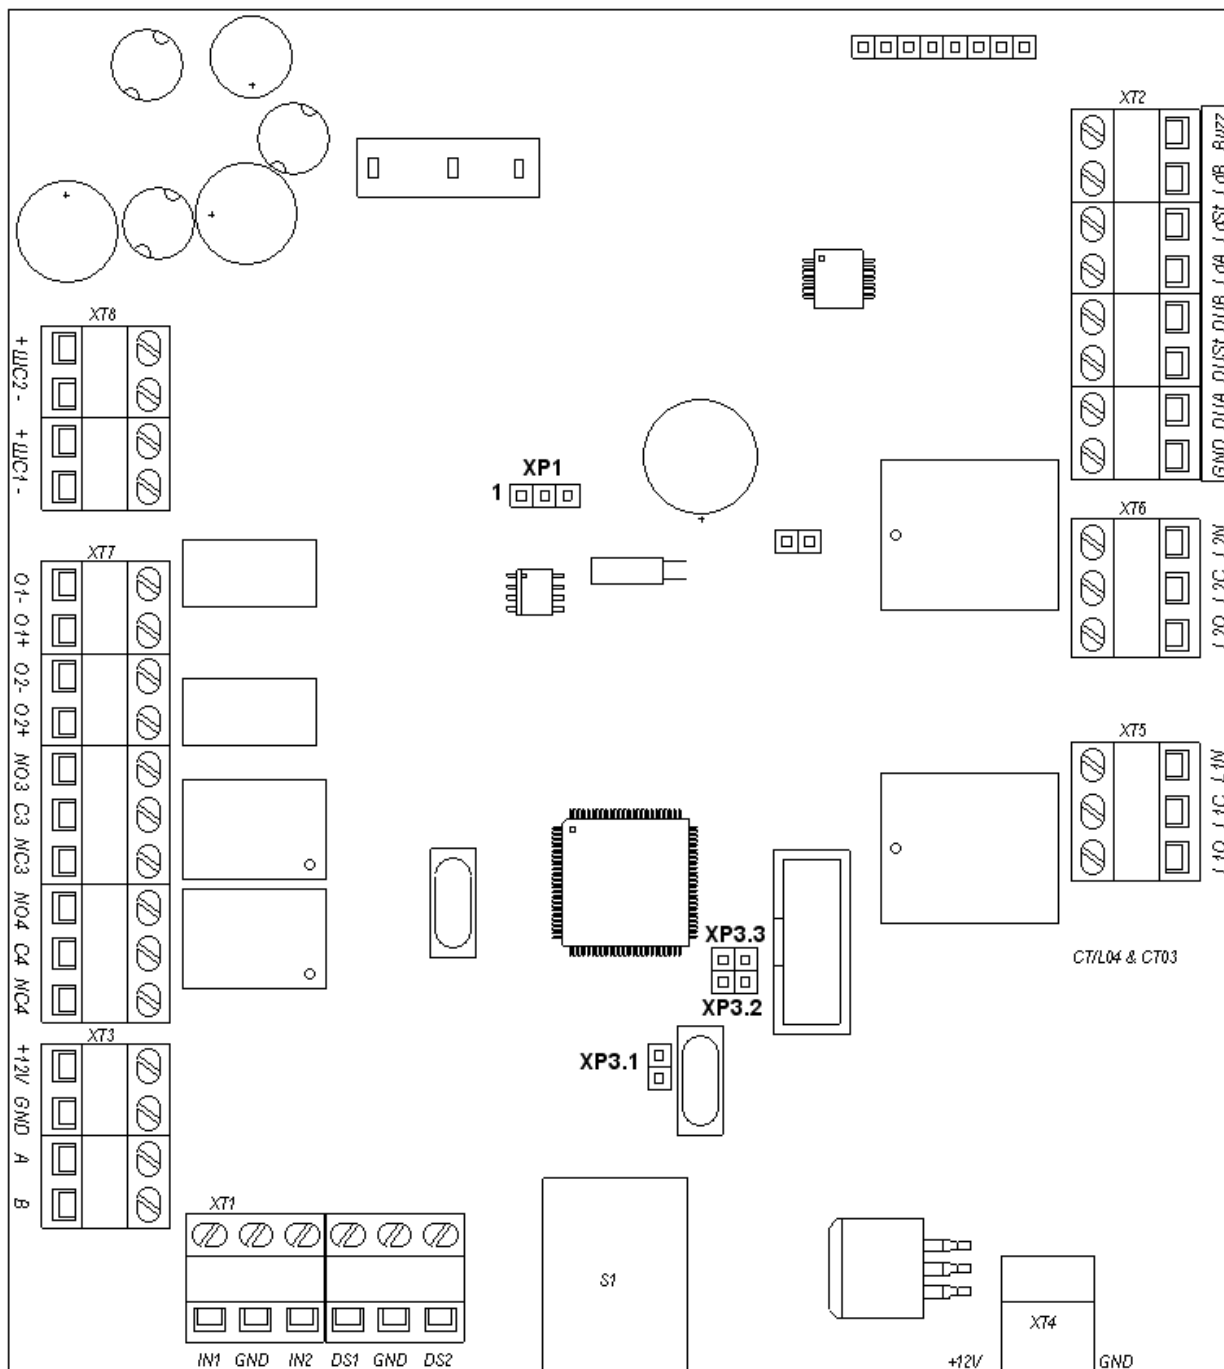 XT2
Buzz
LdB
LdSt
LdA
DUB
DUSt
DUA
GND
XT8
+ ШС2 -
+ ШС1 -
XP1
1
XT6
L2N
L2C
L2O
XT7
O1-
O1+
O2-
O2+
NO3
C3
NC3
NO4
C4
NC4
XT5
L1N
L1C
L1O
CT/L04 & CT03
XP3.3
XP3.2
XP3.1
XT3
+12V
GND
A
B
XT1
IN1 GND IN2 DS1 GND DS2
S1
XT4
+12V
GND